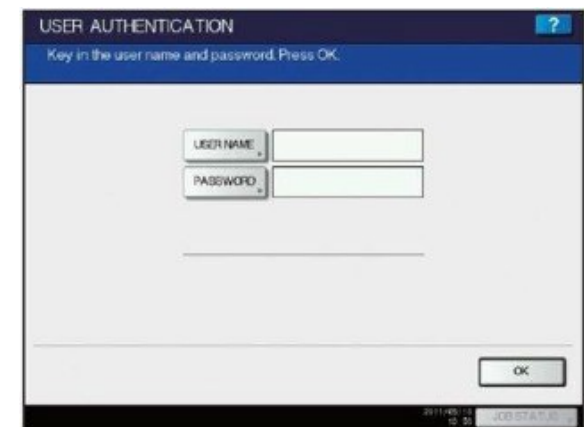 USER AUTHENTICATION
?
Key in the user name and password. Press OK.
USER NAME
PASSWORD
OK
JOB STATUS